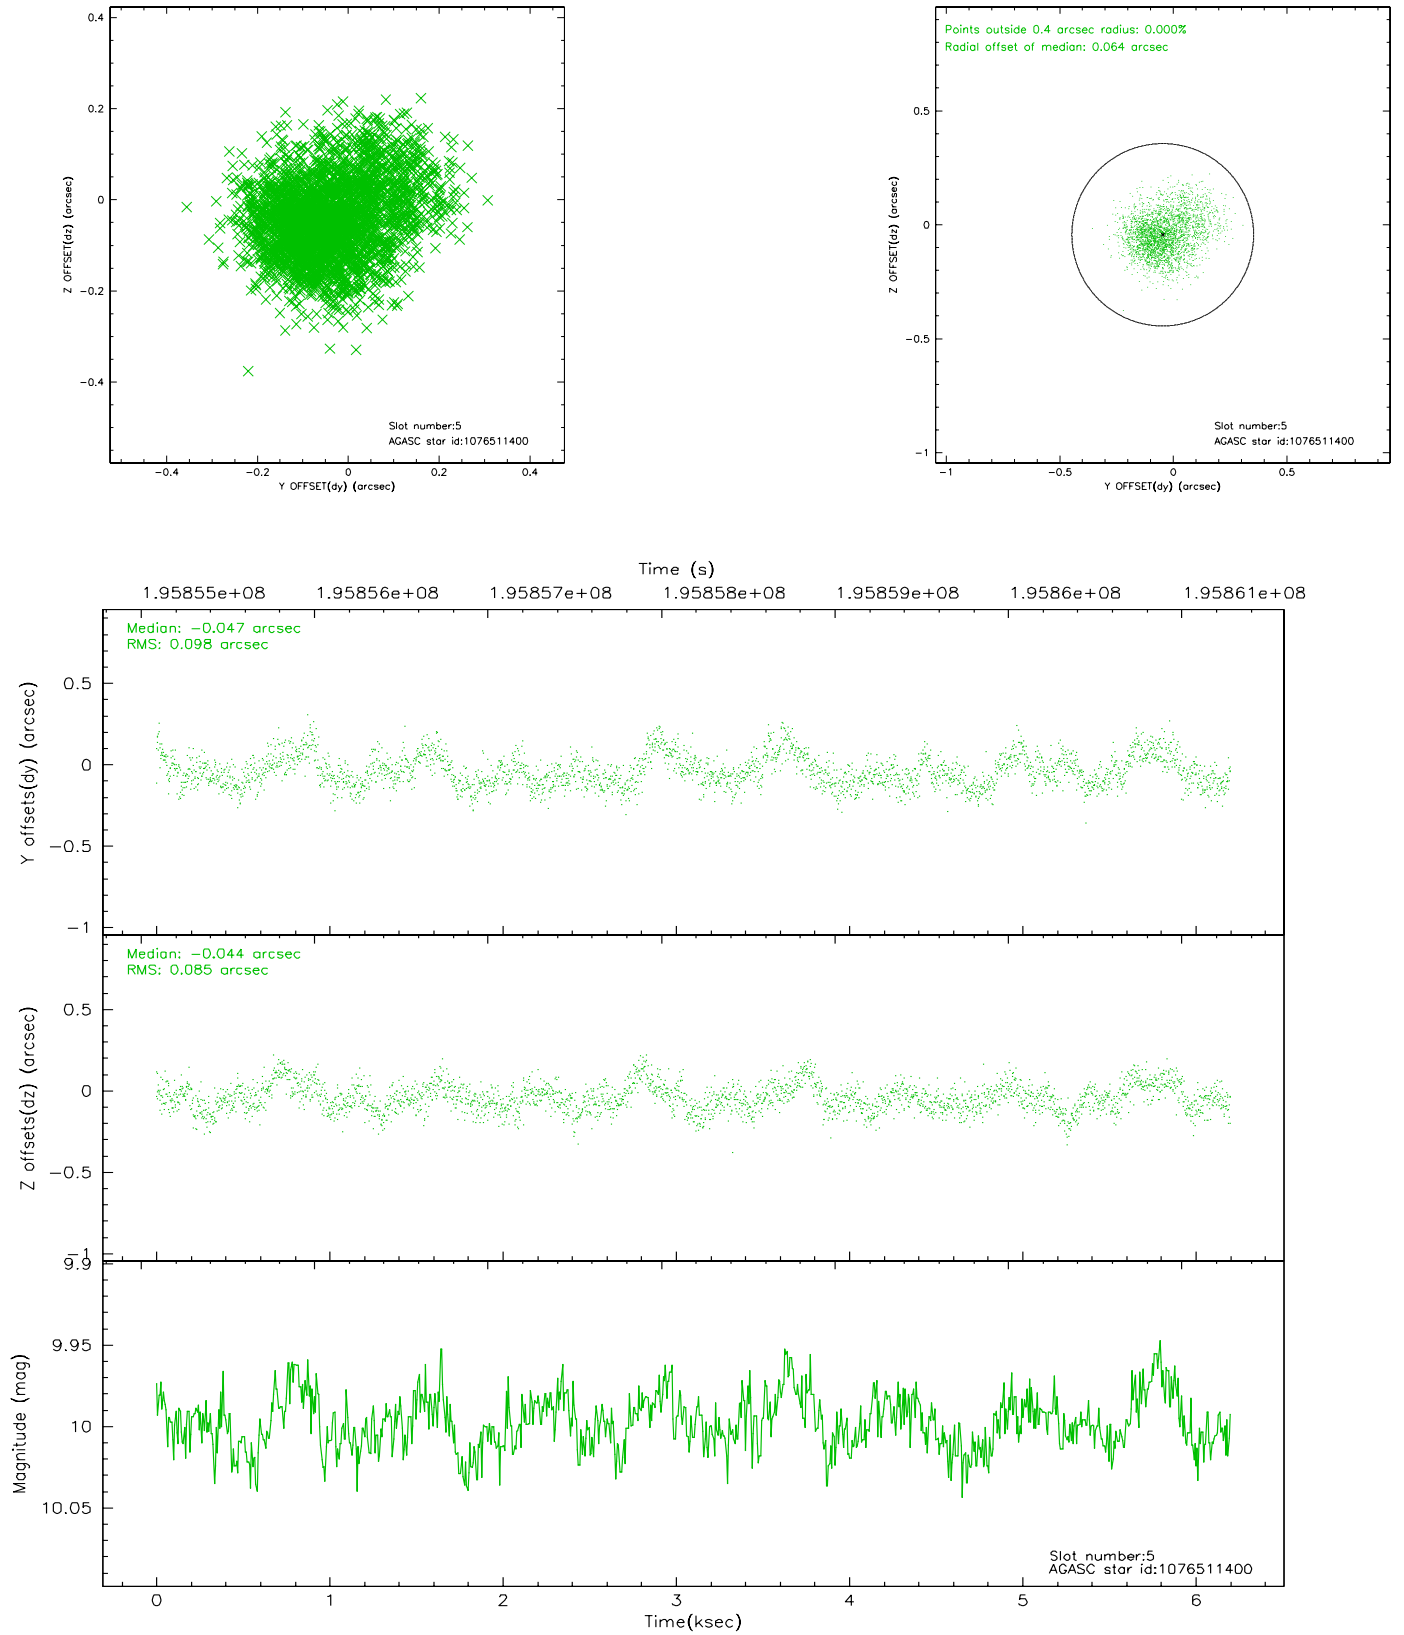 0.4
0.2
0
−0.2
−0.4
Z OFFSET(dz) (arcsec)
Slot number:5
AGASC star id:1076511400
−0.4 −0.2 0 0.2 0.4
Y OFFSET(dy) (arcsec)
Points outside 0.4 arcsec radius: 0.000%
Radial offset of median: 0.064 arcsec
0.5
0
−0.5
−1
Z OFFSET(dz) (arcsec)
Slot number:5
AGASC star id:1076511400
−1 −0.5 0 0.5
Y OFFSET(dy) (arcsec)
Time (s)
1.95855e+08 1.95856e+08 1.95857e+08 1.95858e+08 1.95859e+08 1.9586e+08 1.95861e+08
Median: −0.047 arcsec
RMS: 0.098 arcsec
0.5
0
−0.5
−1
Y offsets(dy) (arcsec)
Median: −0.044 arcsec
RMS: 0.085 arcsec
0.5
0
−0.5
−1
Z offsets(dz) (arcsec)
9.9
9.95
10
10.05
Magnitude (mag)
Slot number:5
AGASC star id:1076511400
0 1 2 3 4 5 6
Time(ksec)